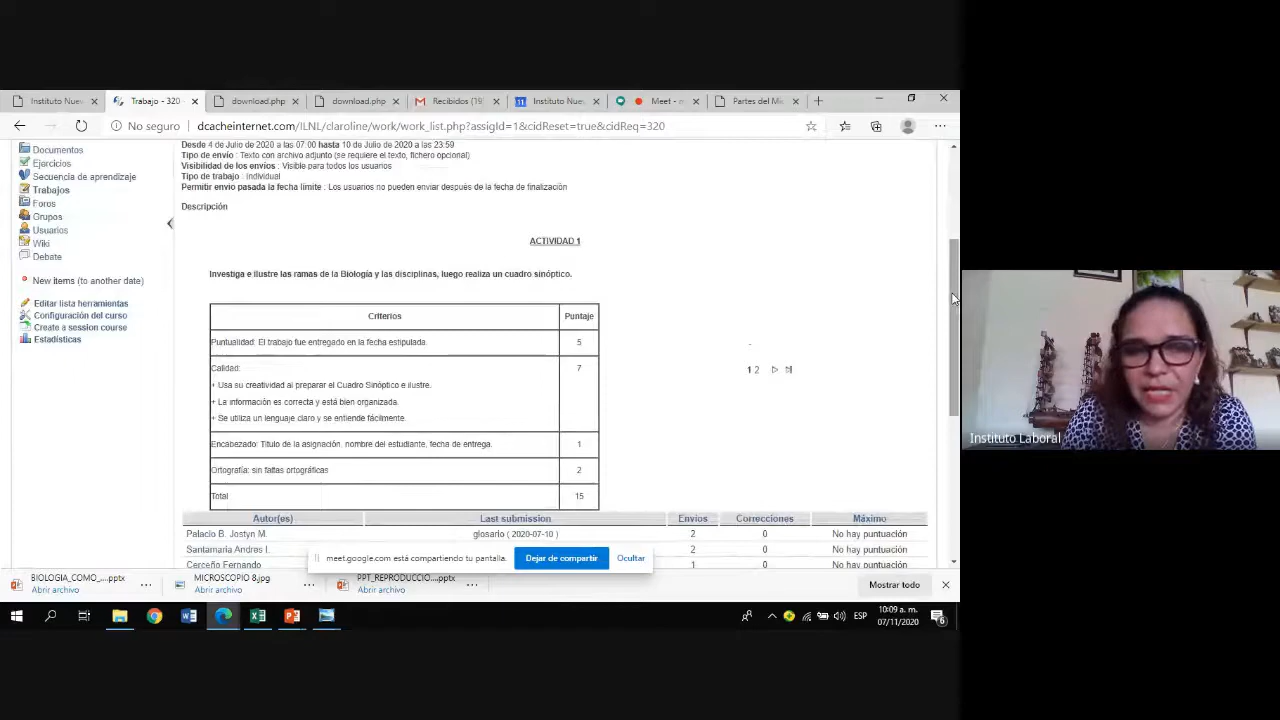 Instituto Nuev
Trabajo - 320
download.php
download.php
Recibidos (19)
Instituto Nuev
Meet - m
Partes del Mic
No seguro
dcacheinternet.com/ILNL/claroline/work/work_list.php?assigId=1&cidReset=true&cidReq=320
Documentos
Ejercicios
Secuencia de aprendizaje
Trabajos
Foros
Grupos
Usuarios
Wiki
Debate
New items (to another date)
Editar lista herramientas
Configuración del curso
Create a session course
Estadísticas
Desde 4 de Julio de 2020 a las 07:00 hasta 10 de Julio de 2020 a las 23:59
Tipo de envío : Texto con archivo adjunto (se requiere el texto, fichero opcional)
Visibilidad de los envíos : Visible para todos los usuarios
Tipo de trabajo : individual
Permitir envío pasada la fecha límite : Los usuarios no pueden enviar después de la fecha de finalización
Descripción
ACTIVIDAD 1
Investiga e ilustre las ramas de la Biología y las disciplinas, luego realiza un cuadro sinóptico.
Criterios Puntaje
Puntualidad: El trabajo fue entregado en la fecha estipulada. 5
Calidad: 7
+ Usa su creatividad al preparar el Cuadro Sinóptico e ilustre.
+ La información es correcta y está bien organizada.
+ Se utiliza un lenguaje claro y se entiende fácilmente.
Encabezado: Título de la asignación, nombre del estudiante, fecha de entrega. 1
Ortografía: sin faltas ortográficas 2
Total 15
1 2
Autor(es) Last submission Envíos Correcciones Máximo
Palacio B. Jostyn M. glosario ( 2020-07-10 ) 2 0 No hay puntuación
Santamaria Andres I. 2 0 No hay puntuación
Cerceño Fernando 1 0 No hay puntuación
meet.google.com está compartiendo tu pantalla.
Dejar de compartir
Ocultar
BIOLOGIA_COMO_....pptx
Abrir archivo
MICROSCOPIO 8.jpg
Abrir archivo
PPT_REPRODUCCIO....pptx
Abrir archivo
Mostrar todo
ESP
10:09 a. m.
07/11/2020
6
Instituto Laboral